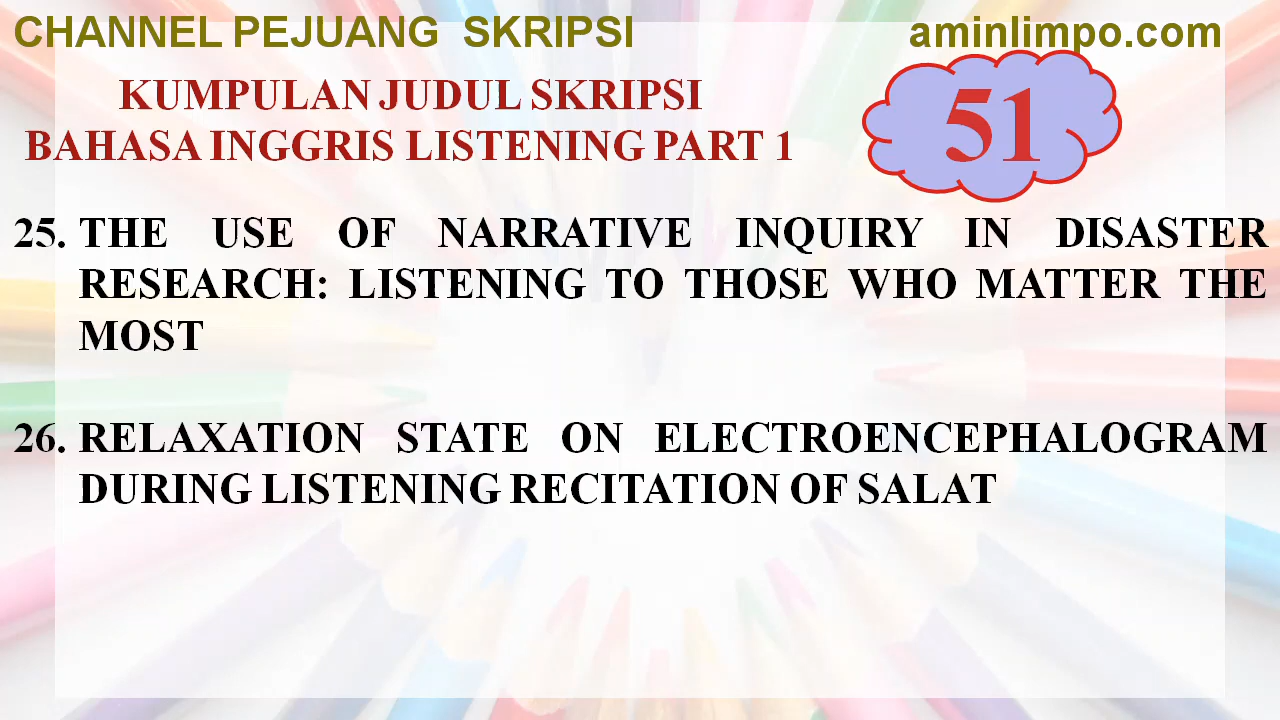 CHANNEL PEJUANG SKRIPSI
aminlimpo.com
KUMPULAN JUDUL SKRIPSI
BAHASA INGGRIS LISTENING PART 1
51
25. THE USE OF NARRATIVE INQUIRY IN DISASTER
RESEARCH: LISTENING TO THOSE WHO MATTER THE
MOST
26. RELAXATION STATE ON ELECTROENCEPHALOGRAM
DURING LISTENING RECITATION OF SALAT